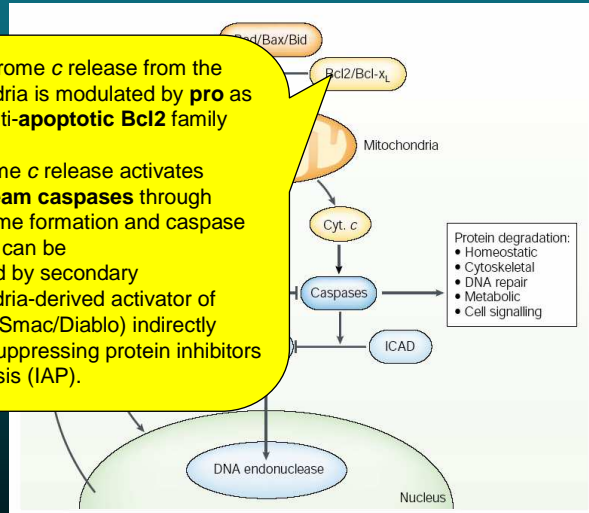 Bad/Bax/Bid
Bcl2/Bcl-xL
rome c release from the
dria is modulated by pro as
ti-apoptotic Bcl2 family
me c release activates
am caspases through
me formation and caspase
can be
d by secondary
dria-derived activator of
Smac/Diablo) indirectly
uppressing protein inhibitors
sis (IAP).
Mitochondria
Cyt. c
Caspases
Protein degradation:
• Homeostatic
• Cytoskeletal
• DNA repair
• Metabolic
• Cell signalling
ICAD
DNA endonuclease
Nucleus